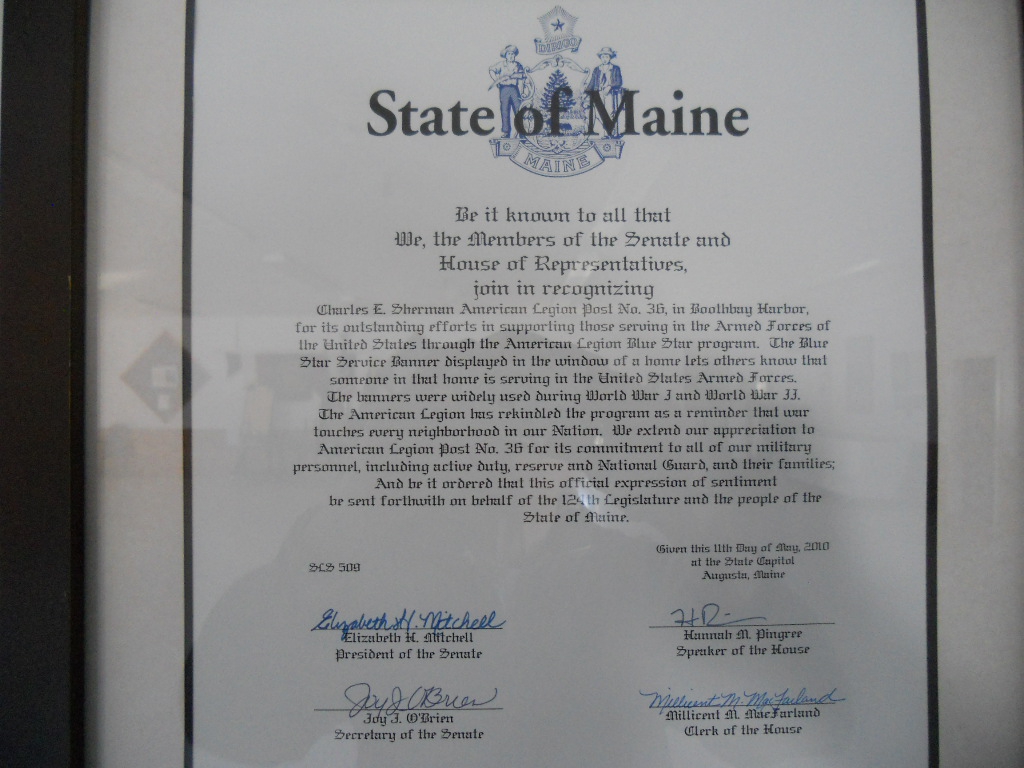 DIRIGO
State of Maine
MAINE
Be it known to all that
We, the Members of the Senate and
House of Representatives,
join in recognizing
Charles E. Sherman American Legion Post No. 36, in Boothbay Harbor,
for its outstanding efforts in supporting those serving in the Armed Forces of
the United States through the American Legion Blue Star program. The Blue
Star Service Banner displayed in the window of a home lets others know that
someone in that home is serving in the United States Armed Forces.
The banners were widely used during World War I and World War II.
The American Legion has rekindled the program as a reminder that war
touches every neighborhood in our Nation. We extend our appreciation to
American Legion Post No. 36 for its commitment to all of our military
personnel, including active duty, reserve and National Guard, and their families;
And be it ordered that this official expression of sentiment
be sent forthwith on behalf of the 124th Legislature and the people of the
State of Maine.
Given this 11th Day of May, 2010
at the State Capitol
Augusta, Maine
SLS 509
Elizabeth H. Mitchell
Elizabeth H. Mitchell
President of the Senate
Hannah M. Pingree
Speaker of the House
Joy J. O'Brien
Joy J. O'Brien
Secretary of the Senate
Millicent M. MacFarland
Millicent M. MacFarland
Clerk of the House